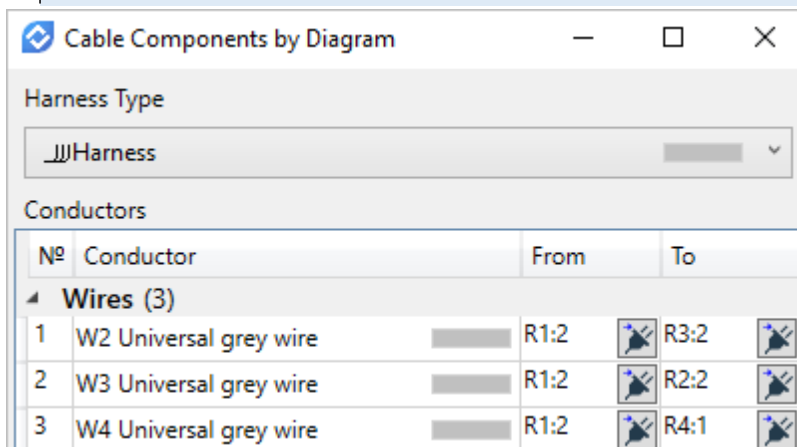 Cable Components by Diagram
Harness Type
Harness
Conductors
№ Conductor From To
Wires (3)
1 W2 Universal grey wire R1:2 R3:2
2 W3 Universal grey wire R1:2 R2:2
3 W4 Universal grey wire R1:2 R4:1